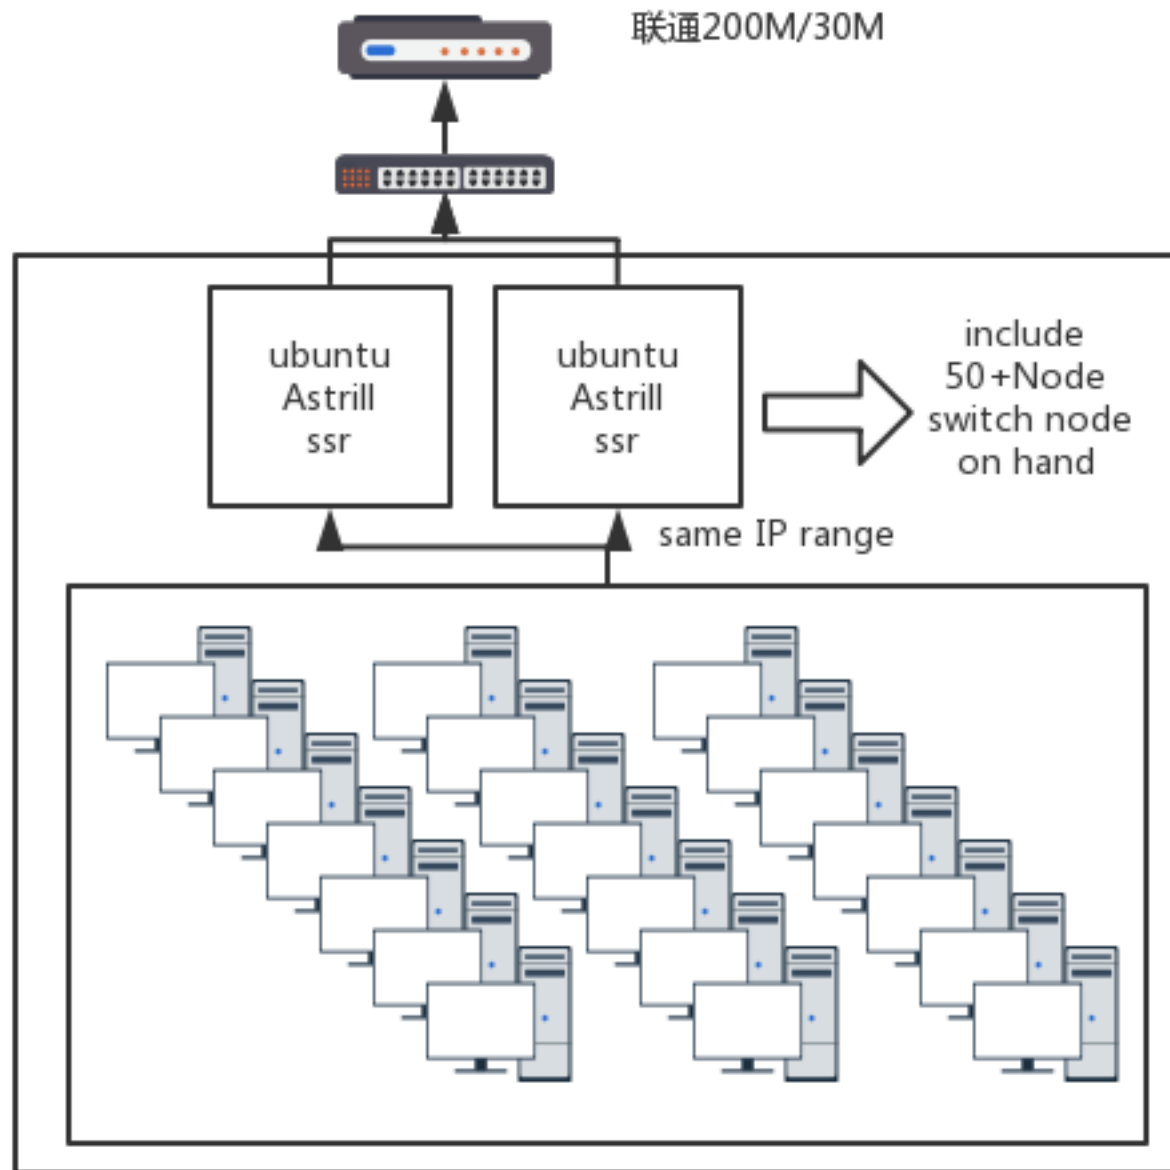 联通200M/30M
ubuntu
Astrill
ssr
ubuntu
Astrill
ssr
include
50+Node
switch node
on hand
same IP range